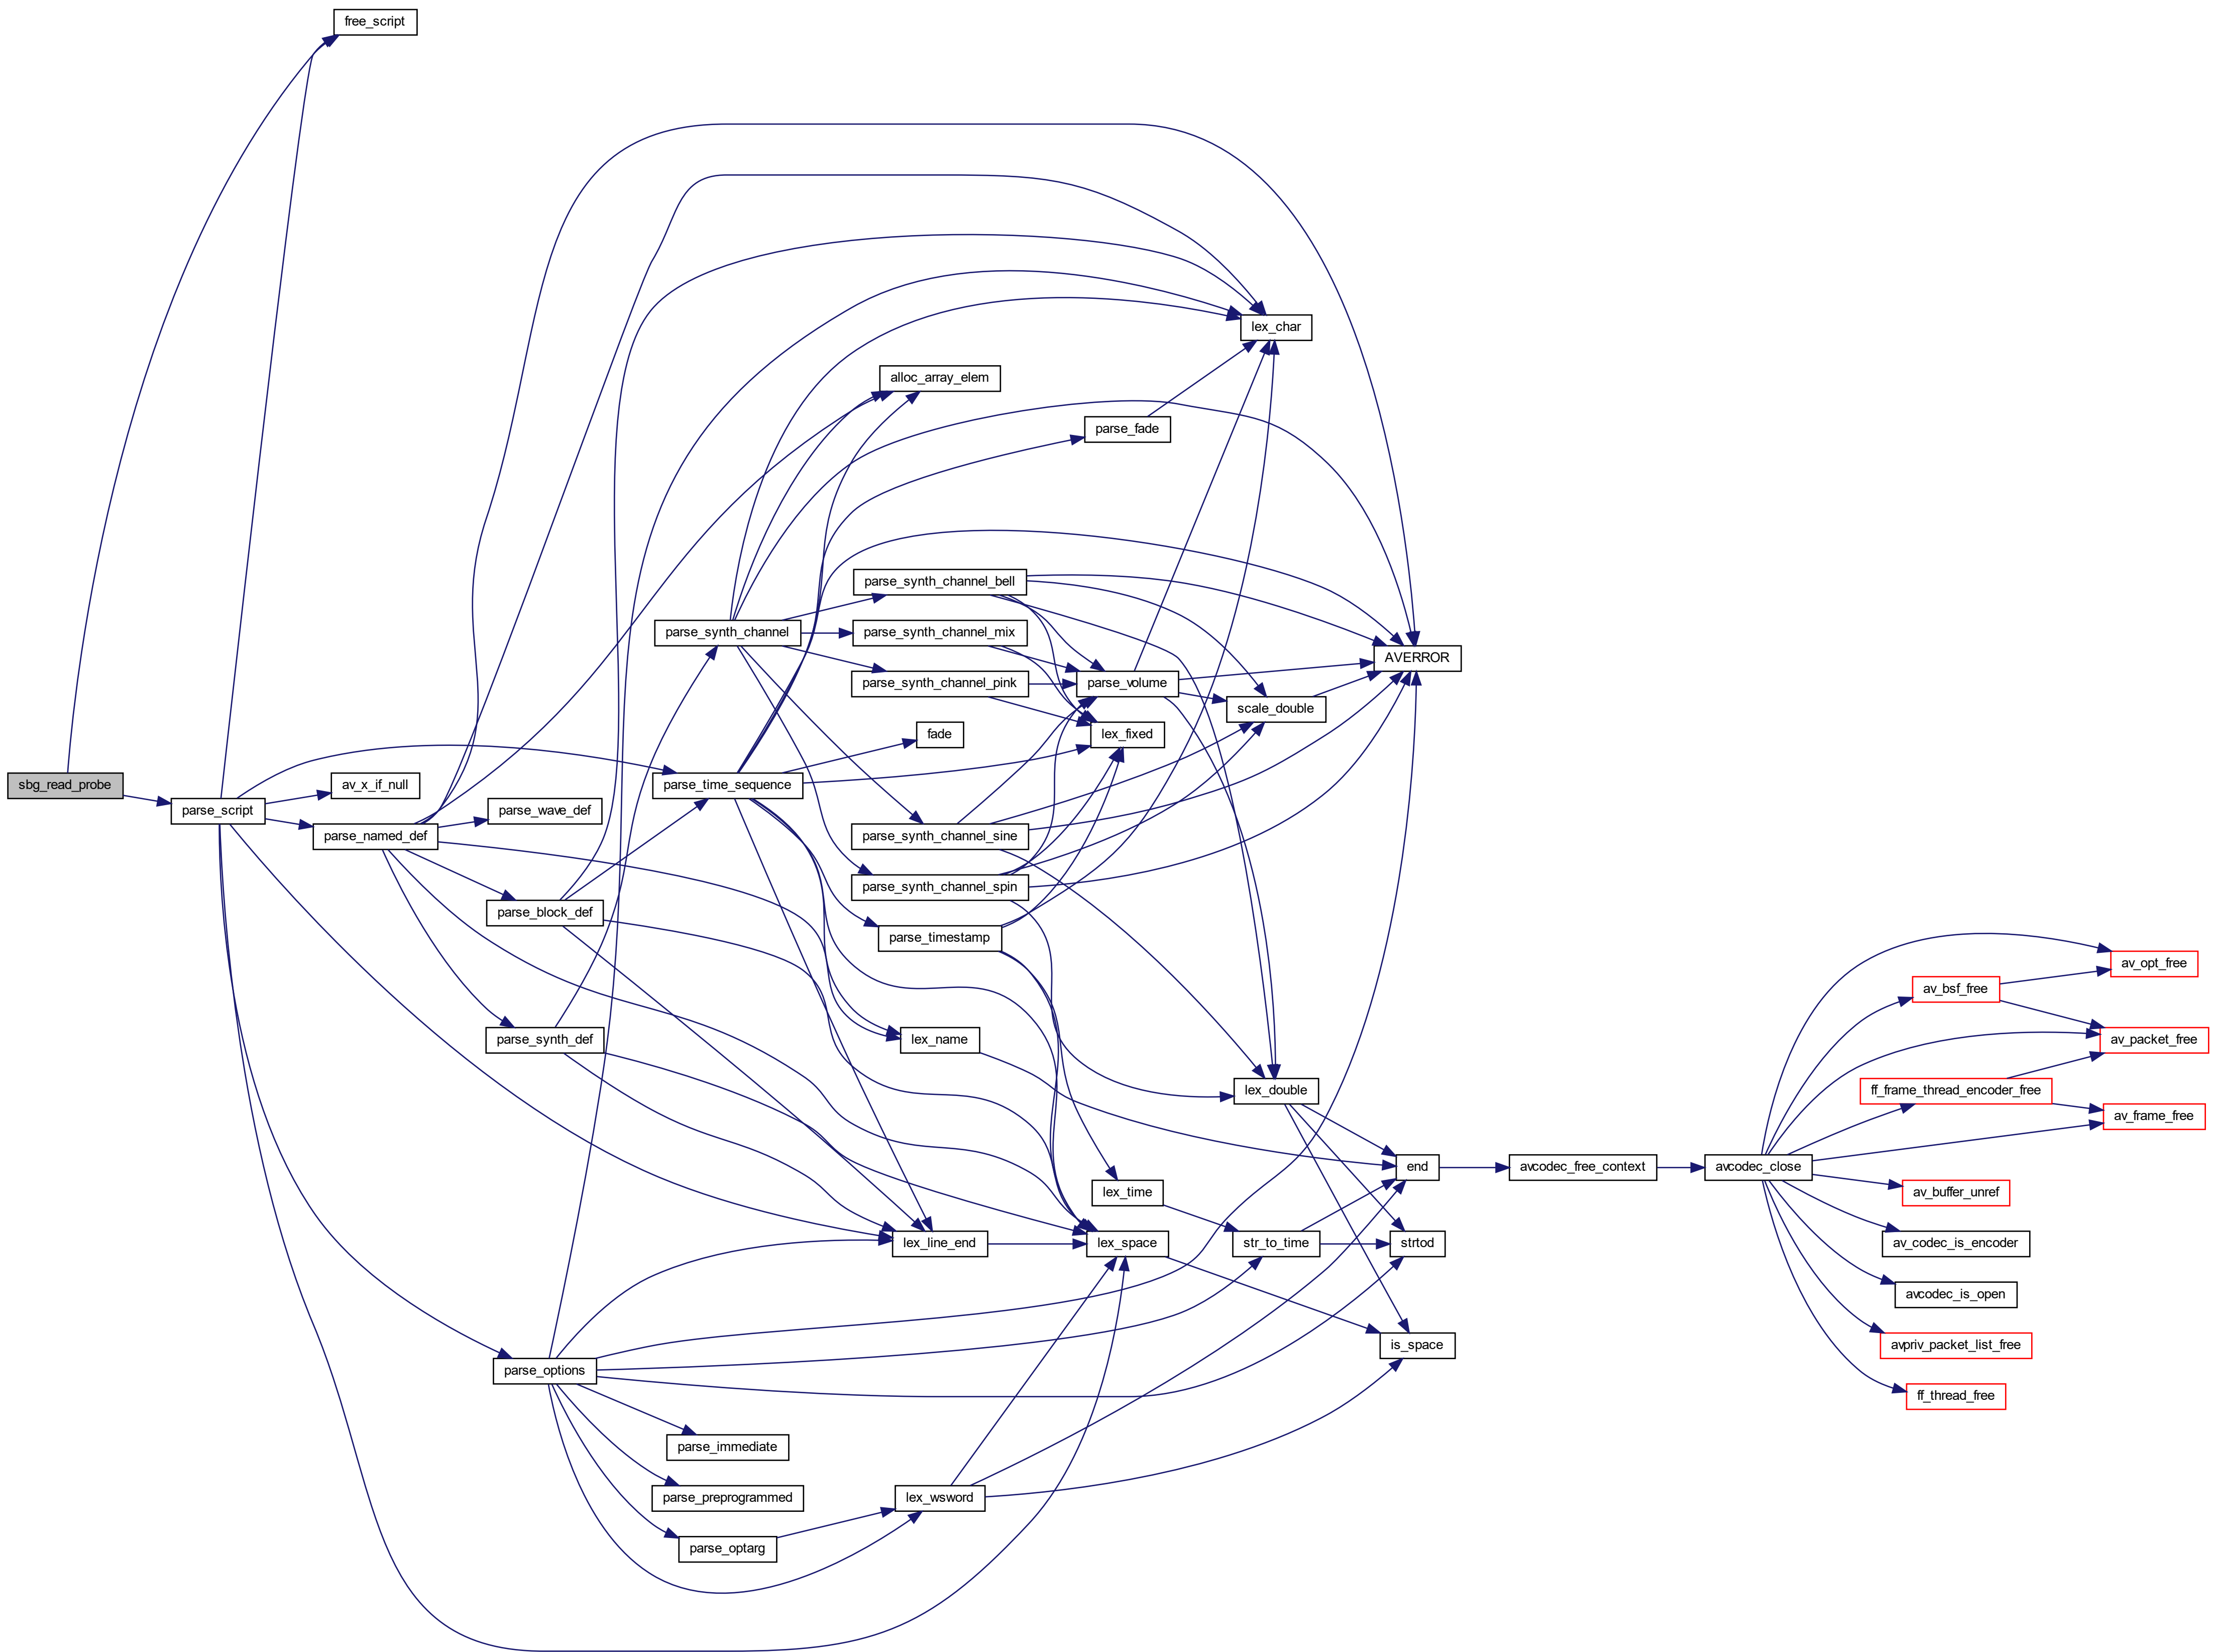 free_script
lex_char
alloc_array_elem
parse_fade
parse_synth_channel_bell
parse_synth_channel
parse_synth_channel_mix
AVERROR
parse_synth_channel_pink
parse_volume
scale_double
fade
lex_fixed
sbg_read_probe
av_x_if_null
parse_time_sequence
parse_script
parse_wave_def
parse_named_def
parse_synth_channel_sine
parse_synth_channel_spin
parse_block_def
parse_timestamp
av_opt_free
av_bsf_free
parse_synth_def
lex_name
av_packet_free
lex_double
ff_frame_thread_encoder_free
av_frame_free
end
avcodec_free_context
avcodec_close
lex_time
av_buffer_unref
lex_line_end
lex_space
str_to_time
strtod
av_codec_is_encoder
avcodec_is_open
is_space
avpriv_packet_list_free
parse_options
ff_thread_free
parse_immediate
parse_preprogrammed
lex_wsword
parse_optarg